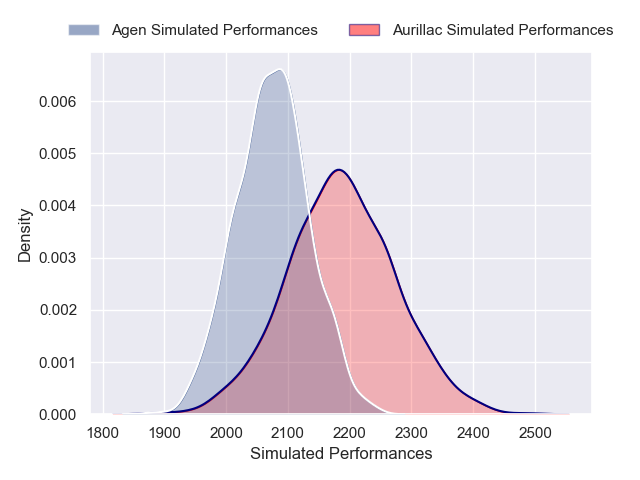 Agen Simulated Performances Aurillac Simulated Performances
0.006
0.005
0.004
0.003
0.002
0.001
0.000
Density
1800 1900 2000 2100 2200 2300 2400 2500
Simulated Performances